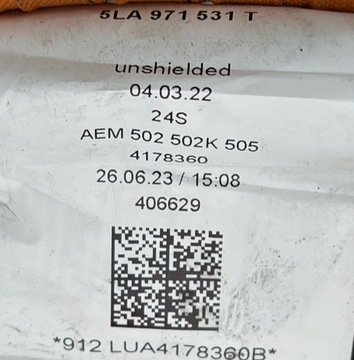 5LA 971 531 T
unshielded
04.03.22
24S
AEM 502 502K 505
4178360
26.06.23 / 15:08
406629
*912 LUA4178360B*